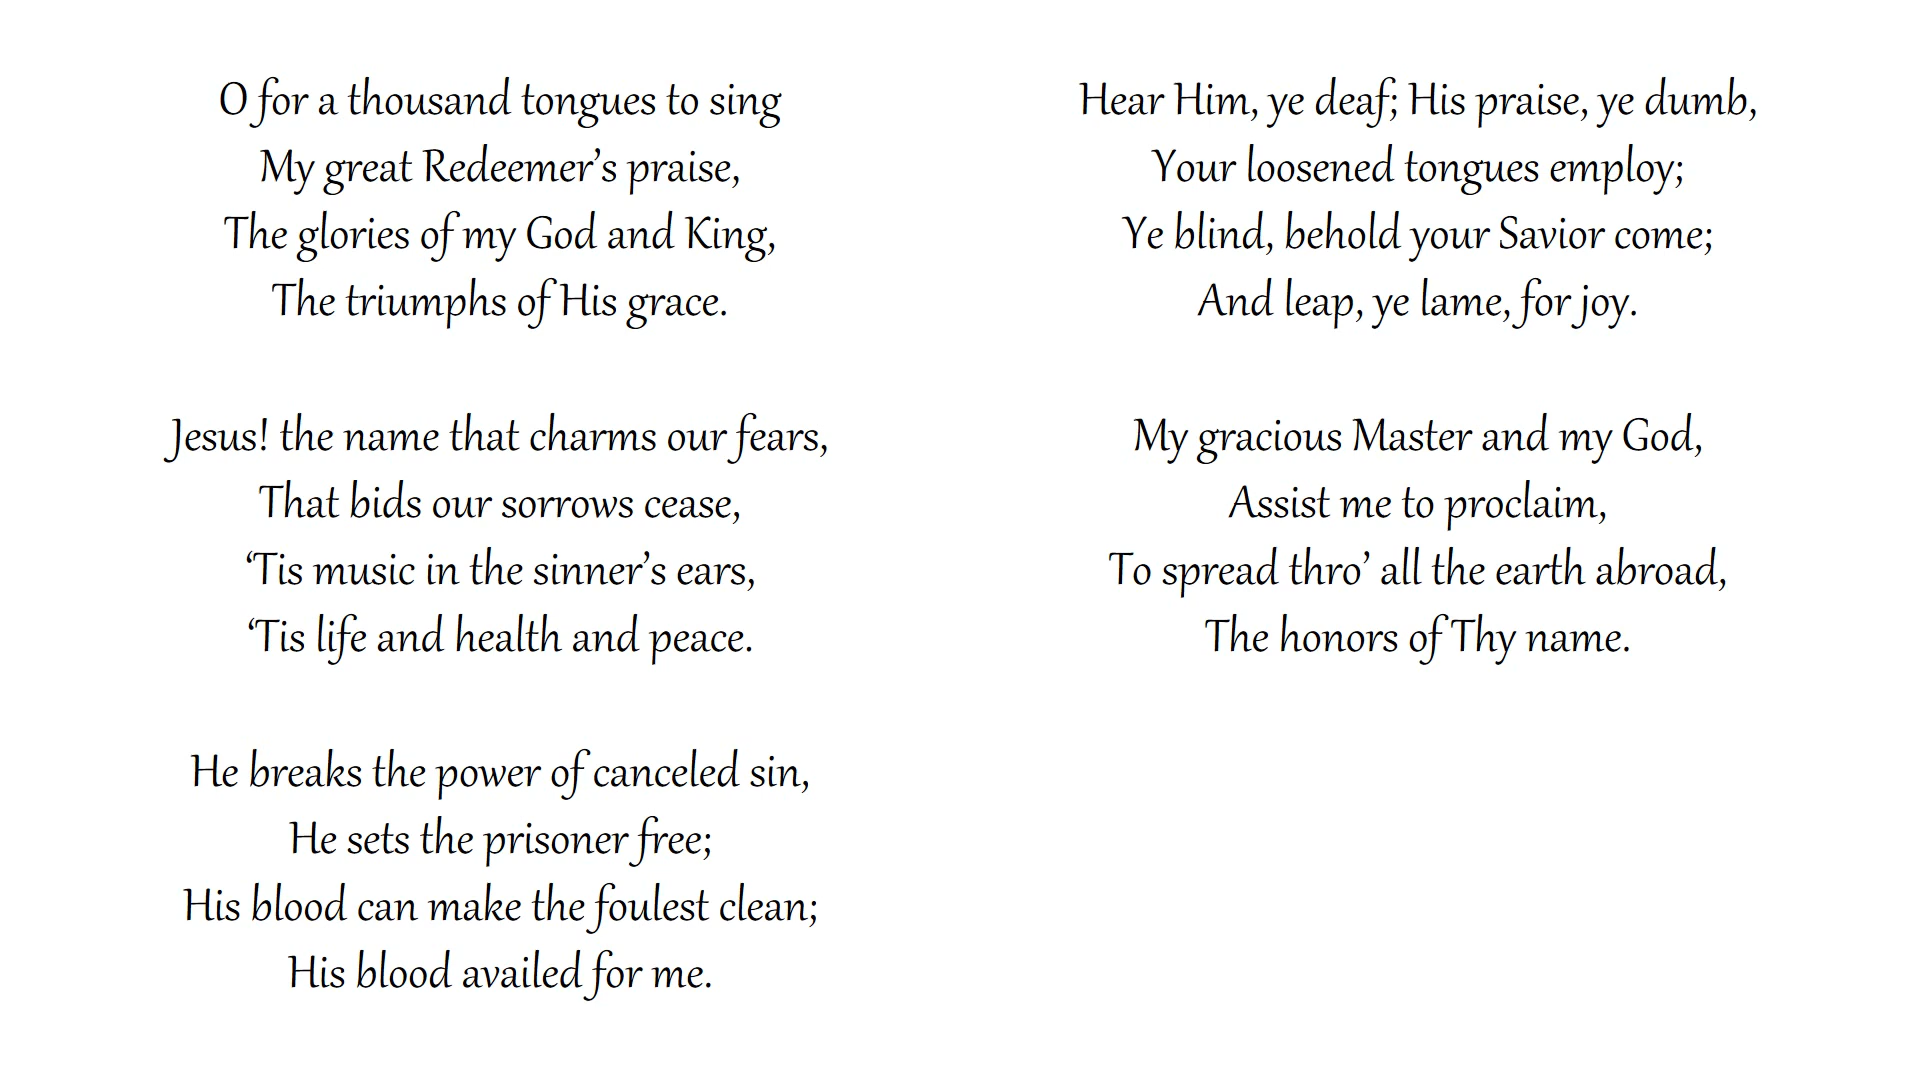 O for a thousand tongues to sing
My great Redeemer’s praise,
The glories of my God and King,
The triumphs of His grace.
Jesus! the name that charms our fears,
That bids our sorrows cease,
‘Tis music in the sinner’s ears,
‘Tis life and health and peace.
He breaks the power of canceled sin,
He sets the prisoner free;
His blood can make the foulest clean;
His blood availed for me.
Hear Him, ye deaf; His praise, ye dumb,
Your loosened tongues employ;
Ye blind, behold your Savior come;
And leap, ye lame, for joy.
My gracious Master and my God,
Assist me to proclaim,
To spread thro’ all the earth abroad,
The honors of Thy name.